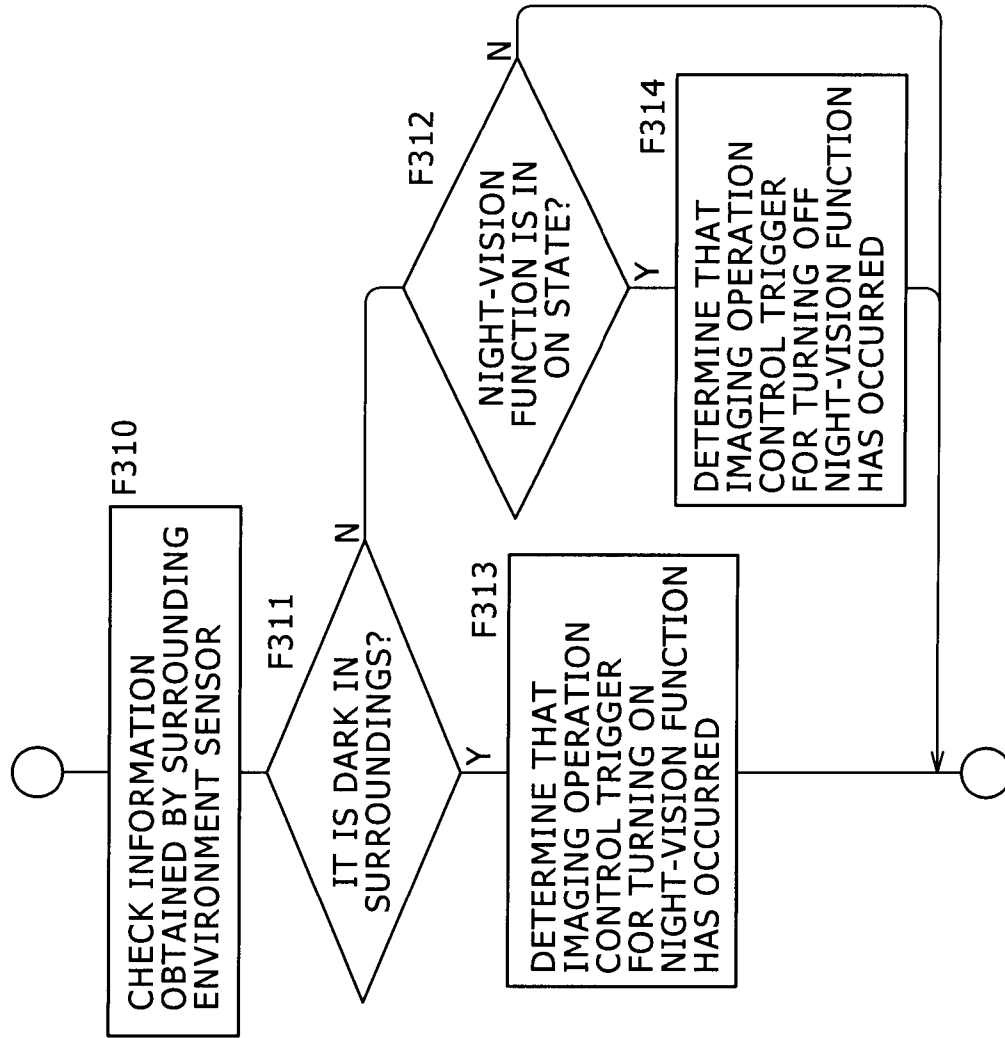 F310
CHECK INFORMATION
OBTAINED BY SURROUNDING
ENVIRONMENT SENSOR
F311
IT IS DARK IN
SURROUNDINGS?
N
Y
F312
NIGHT-VISION
FUNCTION IS IN
ON STATE?
N
Y
F313
DETERMINE THAT
IMAGING OPERATION
CONTROL TRIGGER
FOR TURNING ON
NIGHT-VISION FUNCTION
HAS OCCURRED
F314
DETERMINE THAT
IMAGING OPERATION
CONTROL TRIGGER
FOR TURNING OFF
NIGHT-VISION FUNCTION
HAS OCCURRED